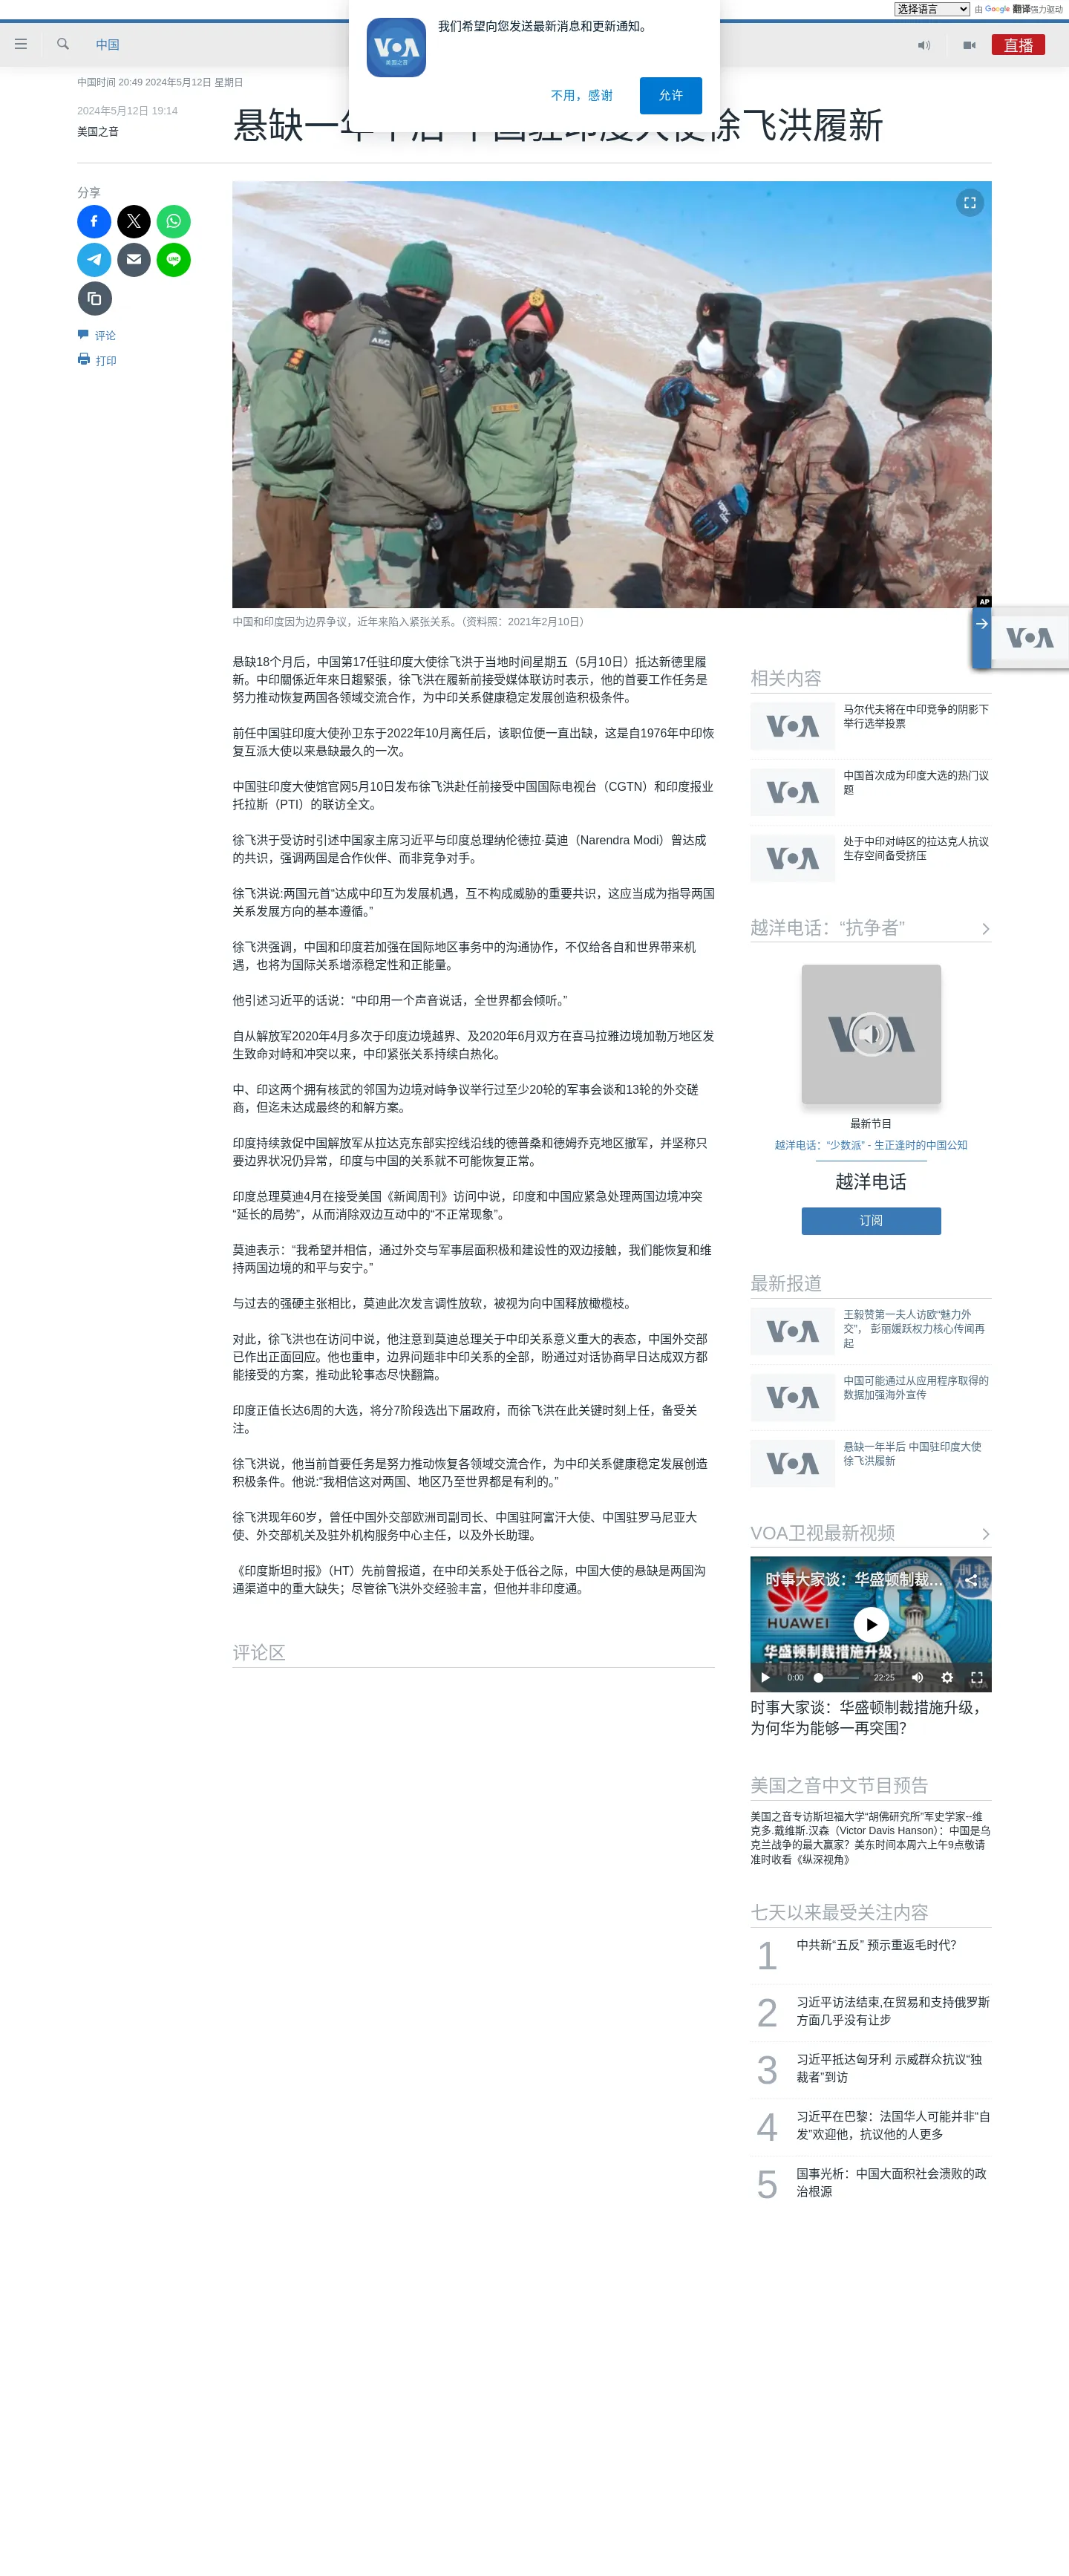 选择语言
由 Google 翻译强力驱动
中国
直播
VOA
美国之音
我们希望向您发送最新消息和更新通知。
不用，感谢
允许
中国时间 20:49 2024年5月12日 星期日
2024年5月12日 19:14
美国之音
悬缺一年半后 中国驻印度大使徐飞洪履新
分享
评论
打印
AP
中国和印度因为边界争议，近年来陷入紧张关系。（资料照：2021年2月10日）
VOA
悬缺18个月后，中国第17任驻印度大使徐飞洪于当地时间星期五（5月10日）抵达新德里履
新。中印關係近年來日趨緊張，徐飞洪在履新前接受媒体联访时表示，他的首要工作任务是
努力推动恢复两国各领域交流合作，为中印关系健康稳定发展创造积极条件。
前任中国驻印度大使孙卫东于2022年10月离任后，该职位便一直出缺，这是自1976年中印恢
复互派大使以来悬缺最久的一次。
中国驻印度大使馆官网5月10日发布徐飞洪赴任前接受中国国际电视台（CGTN）和印度报业
托拉斯（PTI）的联访全文。
徐飞洪于受访时引述中国家主席习近平与印度总理纳伦德拉·莫迪（Narendra Modi）曾达成
的共识，强调两国是合作伙伴、而非竞争对手。
徐飞洪说:两国元首“达成中印互为发展机遇，互不构成威胁的重要共识，这应当成为指导两国
关系发展方向的基本遵循。”
徐飞洪强调，中国和印度若加强在国际地区事务中的沟通协作，不仅给各自和世界带来机
遇，也将为国际关系增添稳定性和正能量。
他引述习近平的话说：“中印用一个声音说话，全世界都会倾听。”
自从解放军2020年4月多次于印度边境越界、及2020年6月双方在喜马拉雅边境加勒万地区发
生致命对峙和冲突以来，中印紧张关系持续白热化。
中、印这两个拥有核武的邻国为边境对峙争议举行过至少20轮的军事会谈和13轮的外交磋
商，但迄未达成最终的和解方案。
印度持续敦促中国解放军从拉达克东部实控线沿线的德普桑和德姆乔克地区撤军，并坚称只
要边界状况仍异常，印度与中国的关系就不可能恢复正常。
印度总理莫迪4月在接受美国《新闻周刊》访问中说，印度和中国应紧急处理两国边境冲突
“延长的局势”，从而消除双边互动中的“不正常现象”。
莫迪表示：“我希望并相信，通过外交与军事层面积极和建设性的双边接触，我们能恢复和维
持两国边境的和平与安宁。”
与过去的强硬主张相比，莫迪此次发言调性放软，被视为向中国释放橄榄枝。
对此，徐飞洪也在访问中说，他注意到莫迪总理关于中印关系意义重大的表态，中国外交部
已作出正面回应。他也重申，边界问题非中印关系的全部，盼通过对话协商早日达成双方都
能接受的方案，推动此轮事态尽快翻篇。
印度正值长达6周的大选，将分7阶段选出下届政府，而徐飞洪在此关键时刻上任，备受关
注。
徐飞洪说，他当前首要任务是努力推动恢复各领域交流合作，为中印关系健康稳定发展创造
积极条件。他说:“我相信这对两国、地区乃至世界都是有利的。”
徐飞洪现年60岁，曾任中国外交部欧洲司副司长、中国驻阿富汗大使、中国驻罗马尼亚大
使、外交部机关及驻外机构服务中心主任，以及外长助理。
《印度斯坦时报》（HT）先前曾报道，在中印关系处于低谷之际，中国大使的悬缺是两国沟
通渠道中的重大缺失；尽管徐飞洪外交经验丰富，但他并非印度通。
评论区
相关内容
VOA
马尔代夫将在中印竞争的阴影下
举行选举投票
VOA
中国首次成为印度大选的热门议
题
VOA
处于中印对峙区的拉达克人抗议
生存空间备受挤压
越洋电话：“抗争者”
VOA
最新节目
越洋电话：“少数派” - 生正逢时的中国公知
越洋电话
订阅
最新报道
VOA
王毅赞第一夫人访欧“魅力外
交”， 彭丽媛跃权力核心传闻再
起
VOA
中国可能通过从应用程序取得的
数据加强海外宣传
VOA
悬缺一年半后 中国驻印度大使
徐飞洪履新
VOA卫视最新视频
时事大家谈：华盛顿制裁...
HUAWEI
华盛顿制裁措施升级，
0:00
22:25
时事大家谈：华盛顿制裁措施升级，
为何华为能够一再突围？
美国之音中文节目预告
美国之音专访斯坦福大学“胡佛研究所”军史学家--维
克多.戴维斯.汉森（Victor Davis Hanson）：中国是乌
克兰战争的最大赢家？美东时间本周六上午9点敬请
准时收看《纵深视角》
七天以来最受关注内容
1
中共新“五反” 预示重返毛时代？
2
习近平访法结束,在贸易和支持俄罗斯
方面几乎没有让步
3
习近平抵达匈牙利 示威群众抗议“独
裁者”到访
4
习近平在巴黎：法国华人可能并非“自
发”欢迎他，抗议他的人更多
5
国事光析：中国大面积社会溃败的政
治根源